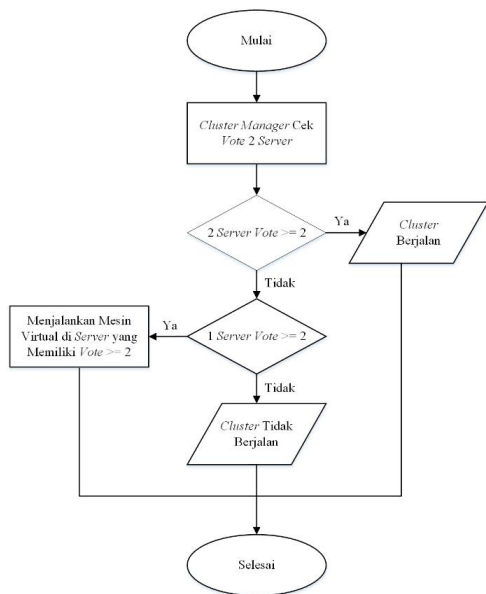 Mulai
Cluster Manager Cek
Vote 2 Server
2 Server Vote >= 2
Ya
Cluster
Berjalan
Tidak
1 Server Vote >= 2
Ya
Menjalankan Mesin
Virtual di Server yang
Memiliki Vote >= 2
Tidak
Cluster Tidak
Berjalan
Selesai